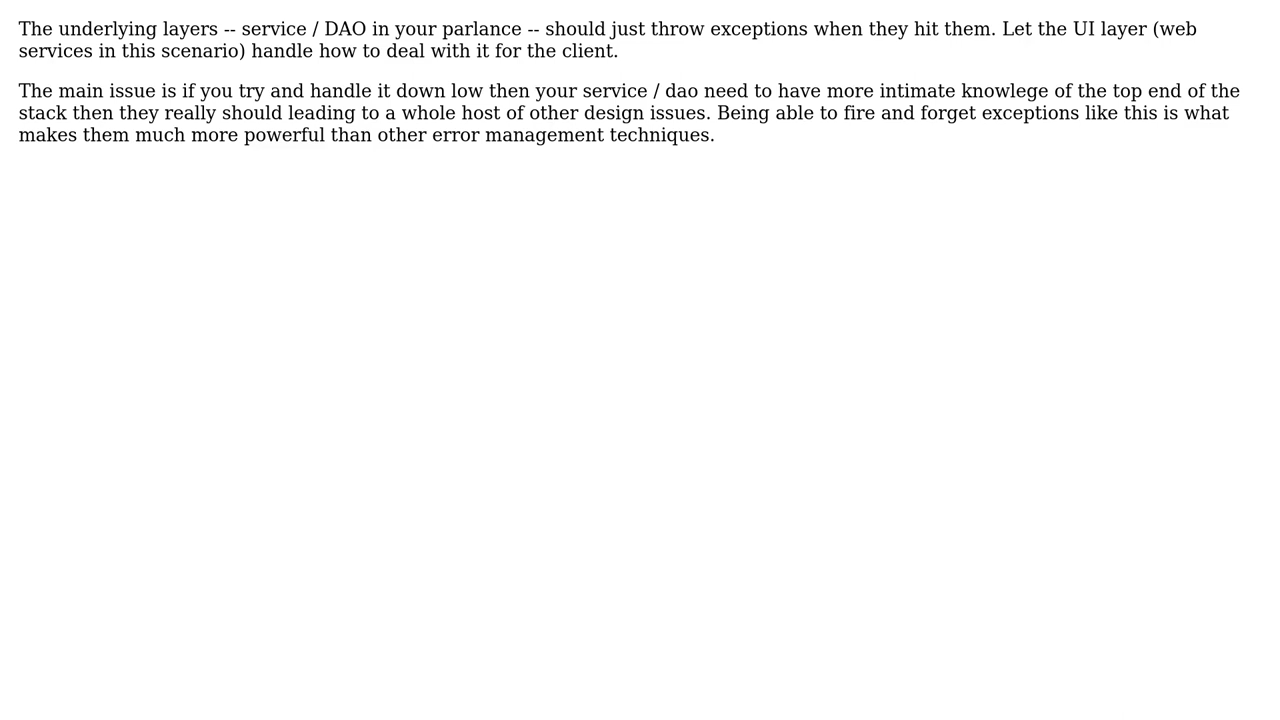 The underlying layers -- service / DAO in your parlance -- should just throw exceptions when they hit them. Let the UI layer (web
services in this scenario) handle how to deal with it for the client.
The main issue is if you try and handle it down low then your service / dao need to have more intimate knowlege of the top end of the
stack then they really should leading to a whole host of other design issues. Being able to fire and forget exceptions like this is what
makes them much more powerful than other error management techniques.